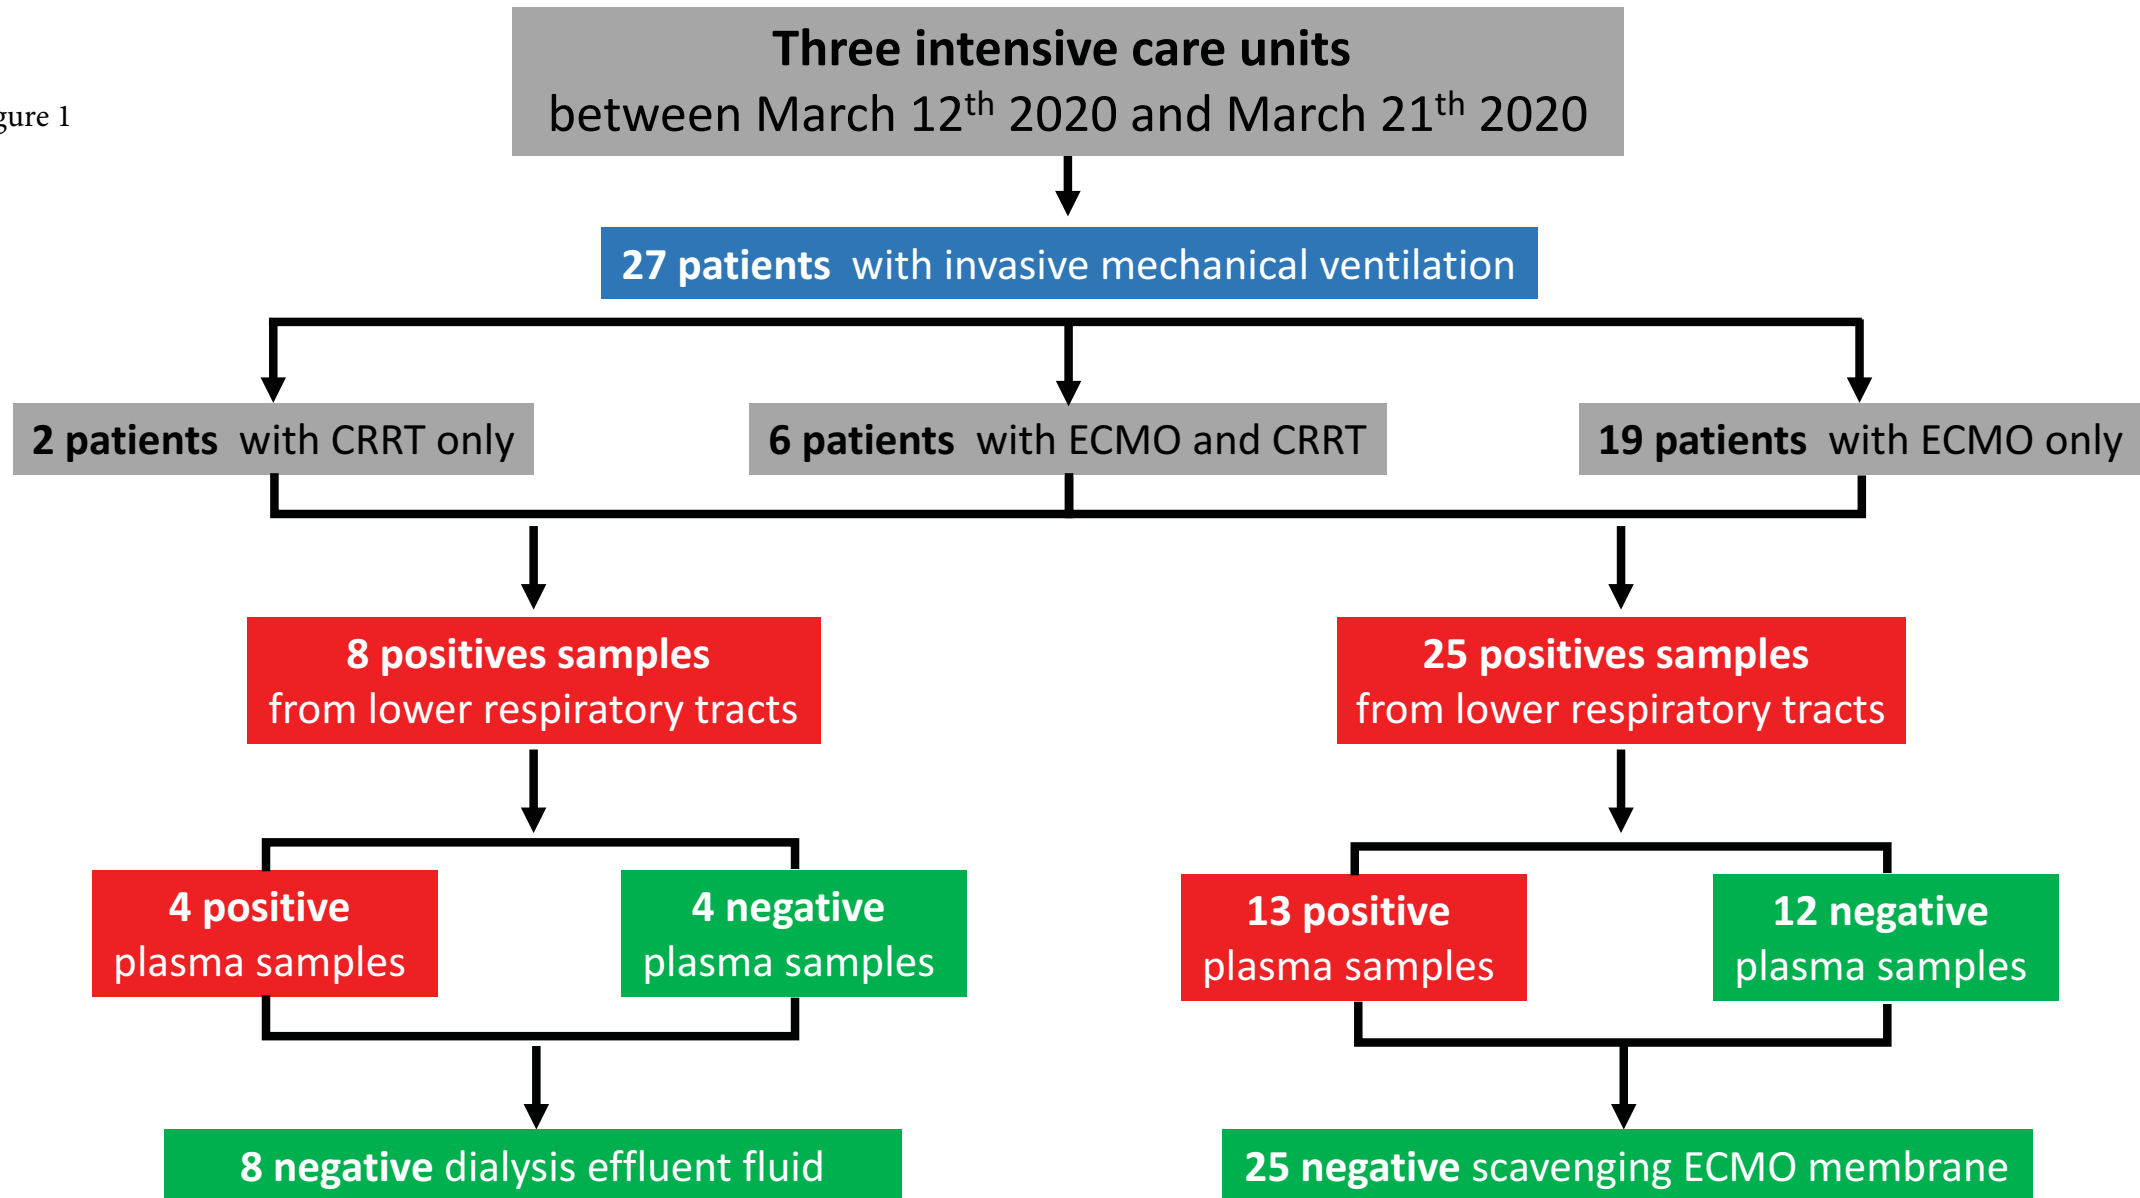 Three intensive care units
between March 12th 2020 and March 21th 2020
gure 1
27 patients with invasive mechanical ventilation
2 patients with CRRT only
6 patients with ECMO and CRRT
19 patients with ECMO only
8 positives samples
from lower respiratory tracts
25 positives samples
from lower respiratory tracts
4 positive
plasma samples
4 negative
plasma samples
13 positive
plasma samples
12 negative
plasma samples
8 negative dialysis effluent fluid
25 negative scavenging ECMO membrane